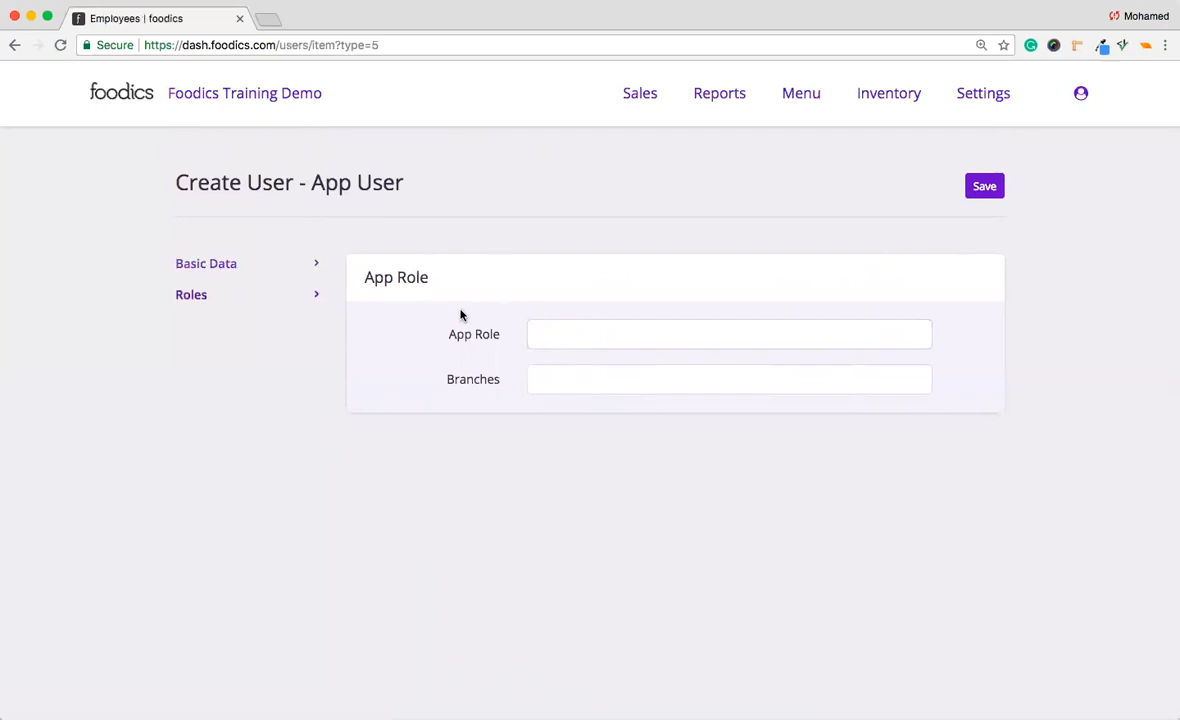 Employees | foodics
Mohamed
Secure https://dash.foodics.com/users/item?type=5
foodics Foodics Training Demo Sales Reports Menu Inventory Settings
Create User - App User
Save
Basic Data
Roles
App Role
App Role
Branches